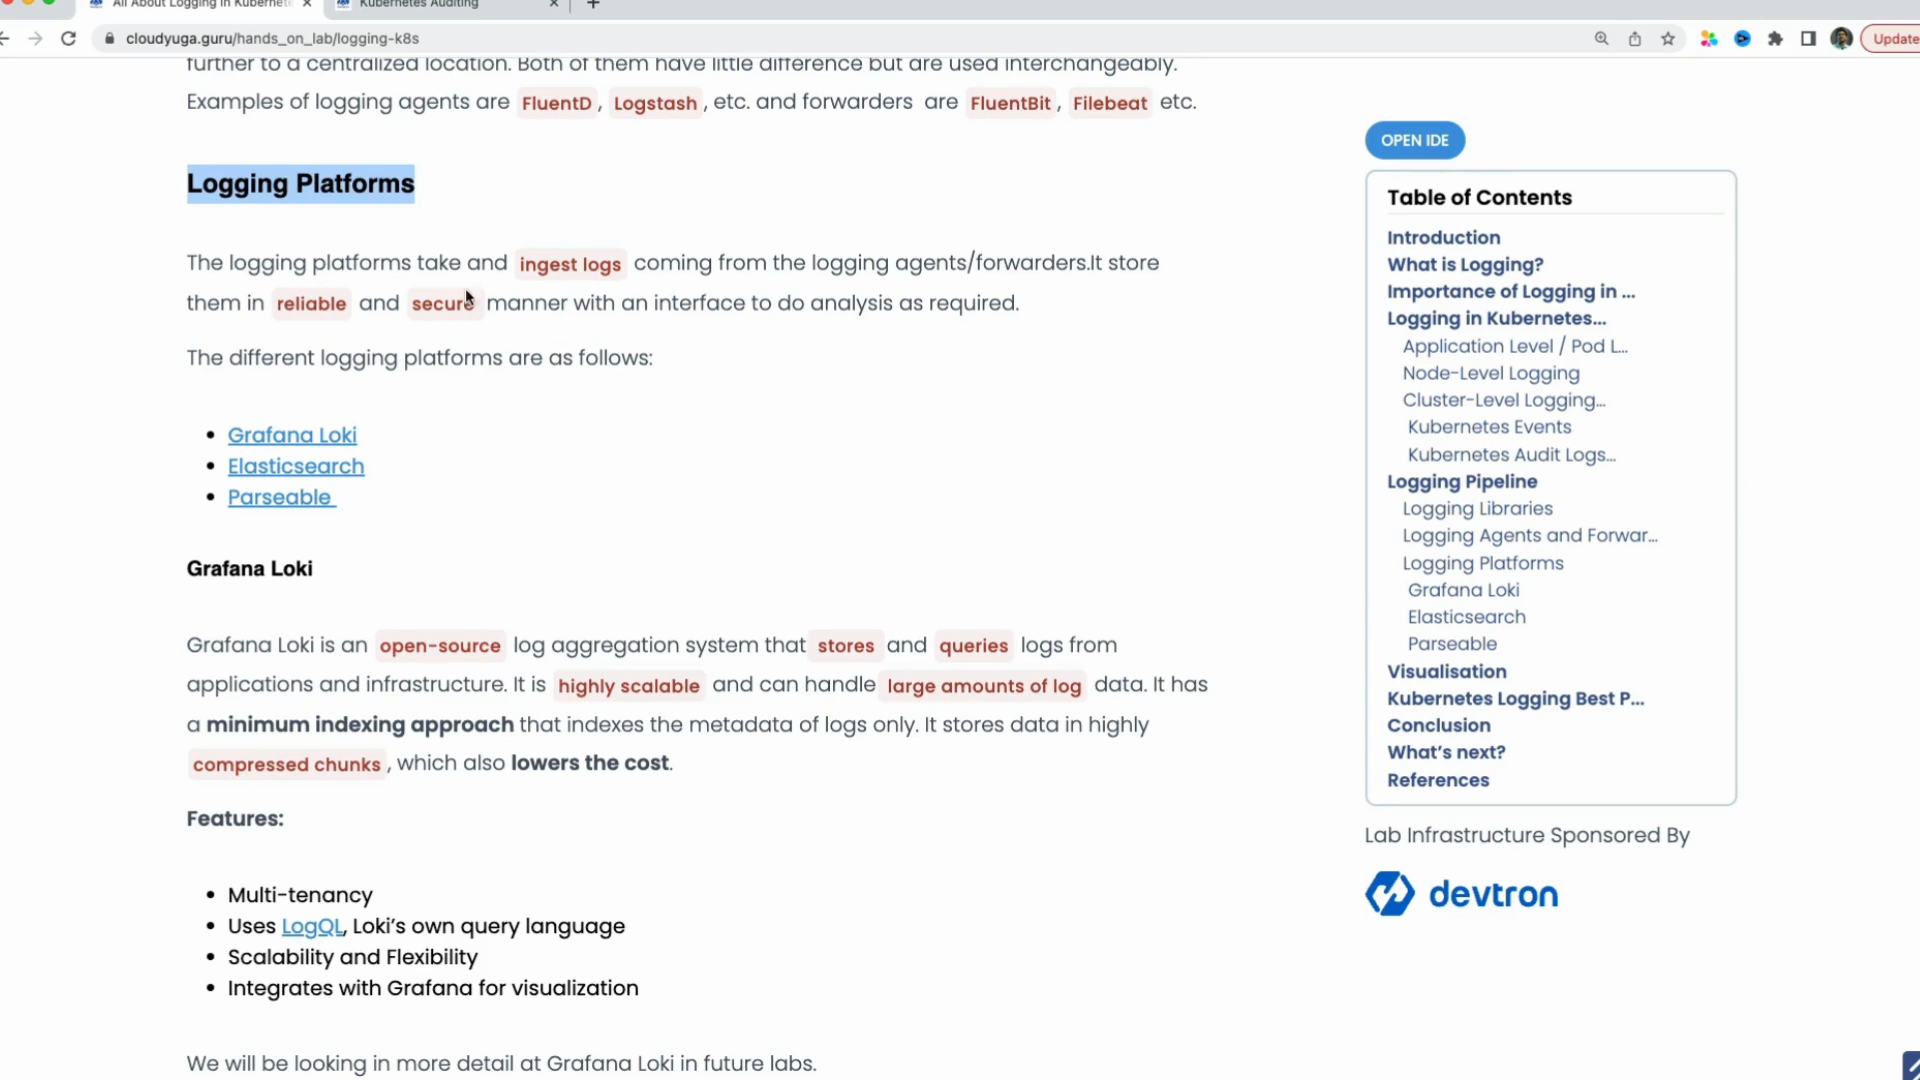 All About Logging in Kubernete
Kubernetes Auditing
cloudyuga.guru/hands_on_lab/logging-k8s
Update
further to a centralized location. Both of them have little difference but are used interchangeably.
Examples of logging agents are FluentD , Logstash , etc. and forwarders are FluentBit , Filebeat etc.
Logging Platforms
The logging platforms take and ingest logs coming from the logging agents/forwarders.It store
them in reliable and secure manner with an interface to do analysis as required.
The different logging platforms are as follows:
Grafana Loki
Elasticsearch
Parseable
Grafana Loki
Grafana Loki is an open-source log aggregation system that stores and queries logs from
applications and infrastructure. It is highly scalable and can handle large amounts of log data. It has
a minimum indexing approach that indexes the metadata of logs only. It stores data in highly
compressed chunks , which also lowers the cost.
Features:
Multi-tenancy
Uses LogQL, Loki’s own query language
Scalability and Flexibility
Integrates with Grafana for visualization
We will be looking in more detail at Grafana Loki in future labs.
OPEN IDE
Table of Contents
Introduction
What is Logging?
Importance of Logging in ...
Logging in Kubernetes...
Application Level / Pod L...
Node-Level Logging
Cluster-Level Logging...
Kubernetes Events
Kubernetes Audit Logs...
Logging Pipeline
Logging Libraries
Logging Agents and Forwar...
Logging Platforms
Grafana Loki
Elasticsearch
Parseable
Visualisation
Kubernetes Logging Best P...
Conclusion
What’s next?
References
Lab Infrastructure Sponsored By
devtron